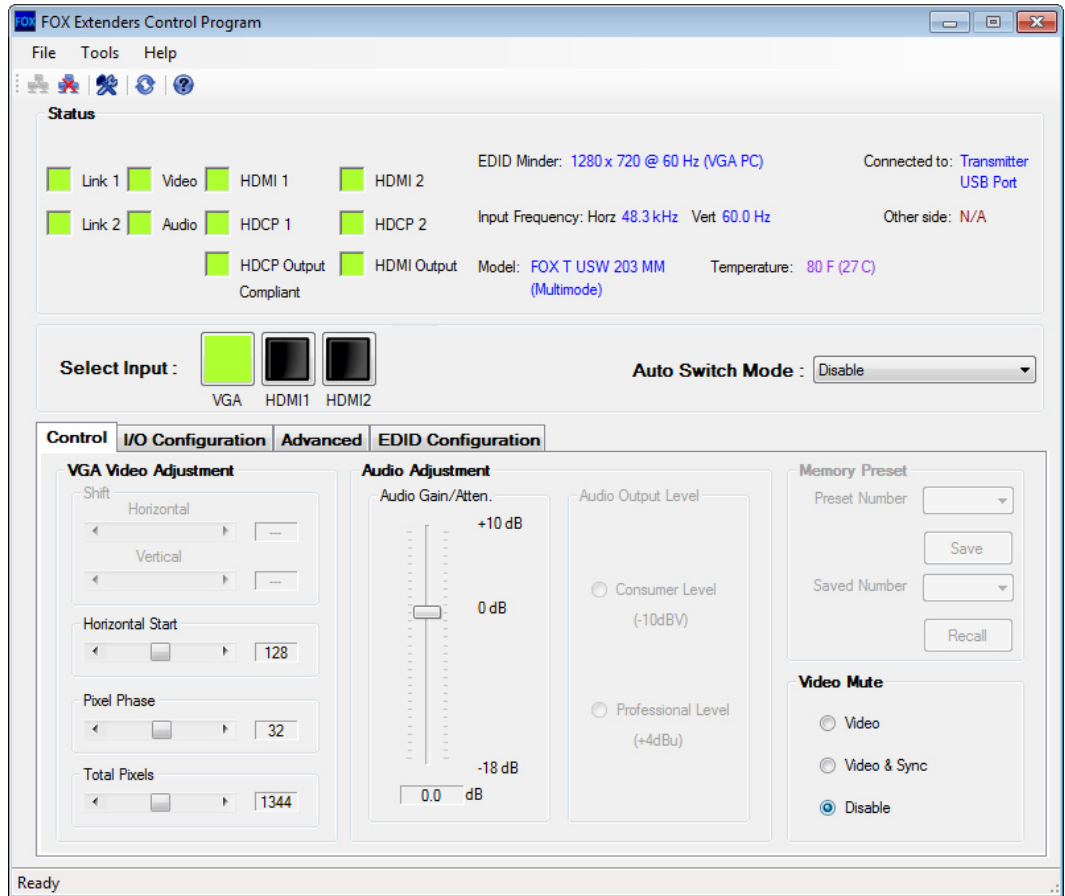 FOX FOX Extenders Control Program
File Tools Help
Status
Link 1 Video HDMI 1 HDMI 2
EDID Minder: 1280 x 720 @ 60 Hz (VGA PC)
Connected to: Transmitter
USB Port
Link 2 Audio HDCP 1 HDCP 2
Input Frequency: Horz 48.3 kHz Vert 60.0 Hz
Other side: N/A
HDCP Output
Compliant
HDMI Output
Model: FOX T USW 203 MM
(Multimode)
Temperature: 80 F (27 C)
Select Input :
VGA HDMI1 HDMI2
Auto Switch Mode : Disable
Control I/O Configuration Advanced EDID Configuration
VGA Video Adjustment
Shift
Horizontal
---
Vertical
---
Horizontal Start
128
Pixel Phase
32
Total Pixels
1344
Audio Adjustment
Audio Gain/Atten.
+10 dB
0 dB
-18 dB
0.0 dB
Audio Output Level
Consumer Level
(-10dBV)
Professional Level
(+4dBu)
Memory Preset
Preset Number
Save
Saved Number
Recall
Video Mute
Video
Video & Sync
Disable
Ready